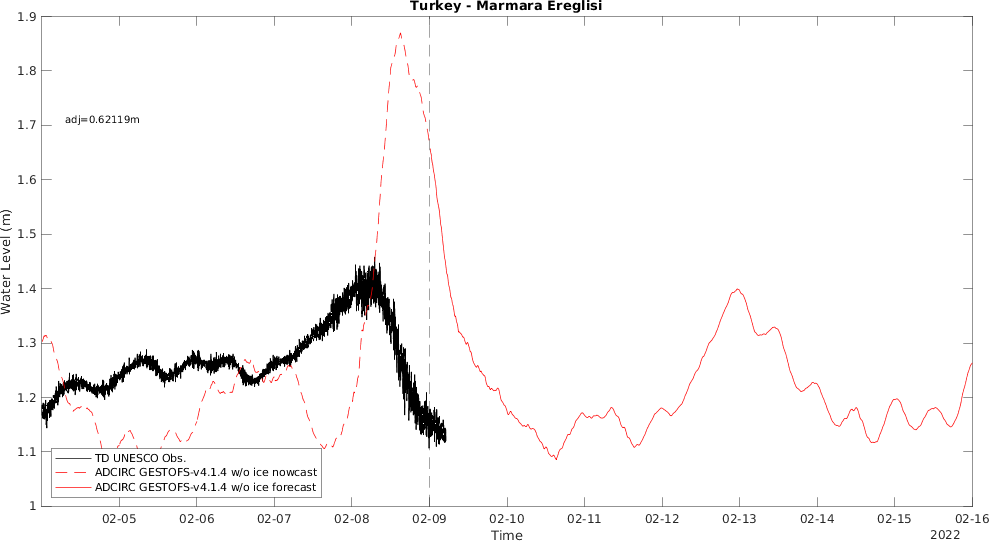 Turkey - Marmara Ereglisi
1.9
1.8
1.7
1.6
1.5
1.4
1.3
1.2
1.1
1
Water Level (m)
adj=0.62119m
TD UNESCO Obs.
ADCIRC GESTOFS-v4.1.4 w/o ice nowcast
ADCIRC GESTOFS-v4.1.4 w/o ice forecast
02-05 02-06 02-07 02-08 02-09 02-10 02-11 02-12 02-13 02-14 02-15 02-16
Time
2022